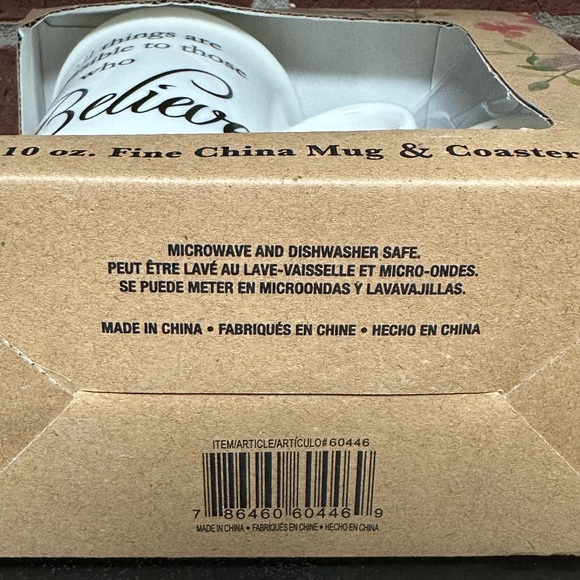 things are
to those
who
Believe
10 oz. Fine China Mug & Coaster
MICROWAVE AND DISHWASHER SAFE.
PEUT ÊTRE LAVÉ AU LAVE-VAISSELLE ET MICRO-ONDES.
SE PUEDE METER EN MICROONDAS Y LAVAVAJILLAS.
MADE IN CHINA • FABRIQUÉS EN CHINE • HECHO EN CHINA
ITEM/ARTICLE/ARTÍCULO#60446
7 86460 60446 9
MADE IN CHINA • FABRIQUÉS EN CHINE • HECHO EN CHINA